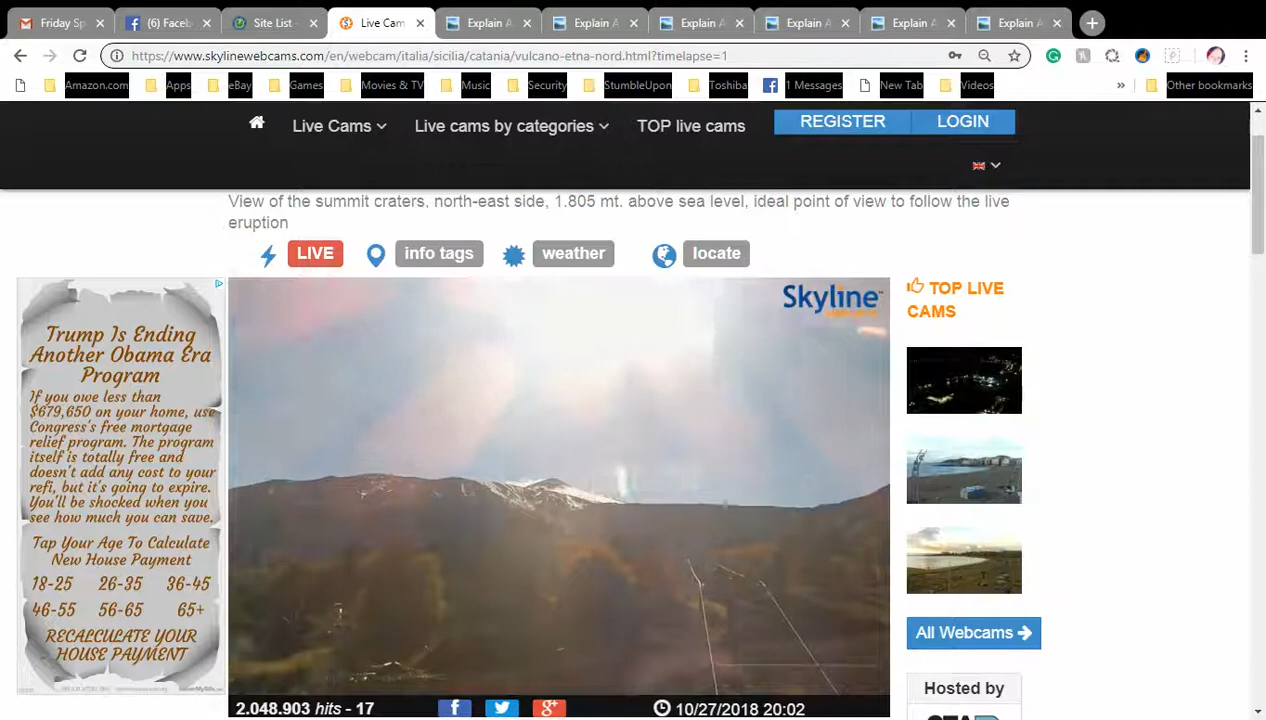 Friday Sp
(6) Faceb
Site List -
Live Cam
Explain A
Explain A
Explain A
Explain A
Explain A
Explain A
https://www.skylinewebcams.com/en/webcam/italia/sicilia/catania/vulcano-etna-nord.html?timelapse=1
Amazon.com
Apps
eBay
Games
Movies & TV
Music
Security
StumbleUpon
Toshiba
1 Messages
New Tab
Videos
»
Other bookmarks
Live Cams
Live cams by categories
TOP live cams
REGISTER
LOGIN
View of the summit craters, north-east side, 1.805 mt. above sea level, ideal point of view to follow the live
eruption
LIVE
info tags
weather
locate
Trump Is Ending
Another Obama Era
Program
If you owe less than
$679,650 on your home, use
Congress's free mortgage
relief program. The program
itself is totally free and
doesn't add any cost to your
refi, but it's going to expire.
You'll be shocked when you
see how much you can save.
Tap Your Age To Calculate
New House Payment
18-25 26-35 36-45
46-55 56-65 65+
RECALCULATE YOUR
HOUSE PAYMENT
Skyline
TOP LIVE
CAMS
All Webcams
Hosted by
2.048.903 hits - 17
10/27/2018 20:02